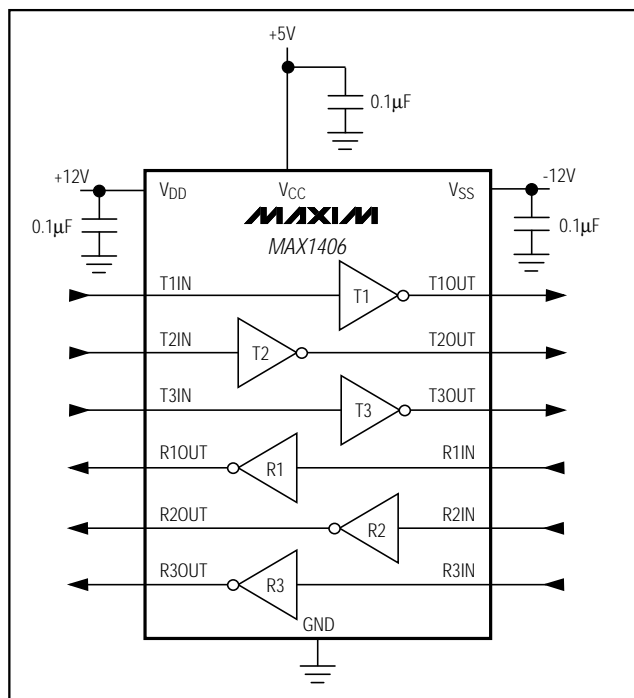 +5V
0.1µF
+12V
VDD
VCC
VSS
-12V
0.1µF
MAXIM
MAX1406
0.1µF
T1IN
T1
T1OUT
T2IN
T2
T2OUT
T3IN
T3
T3OUT
R1OUT
R1
R1IN
R2OUT
R2
R2IN
R3OUT
R3
R3IN
GND